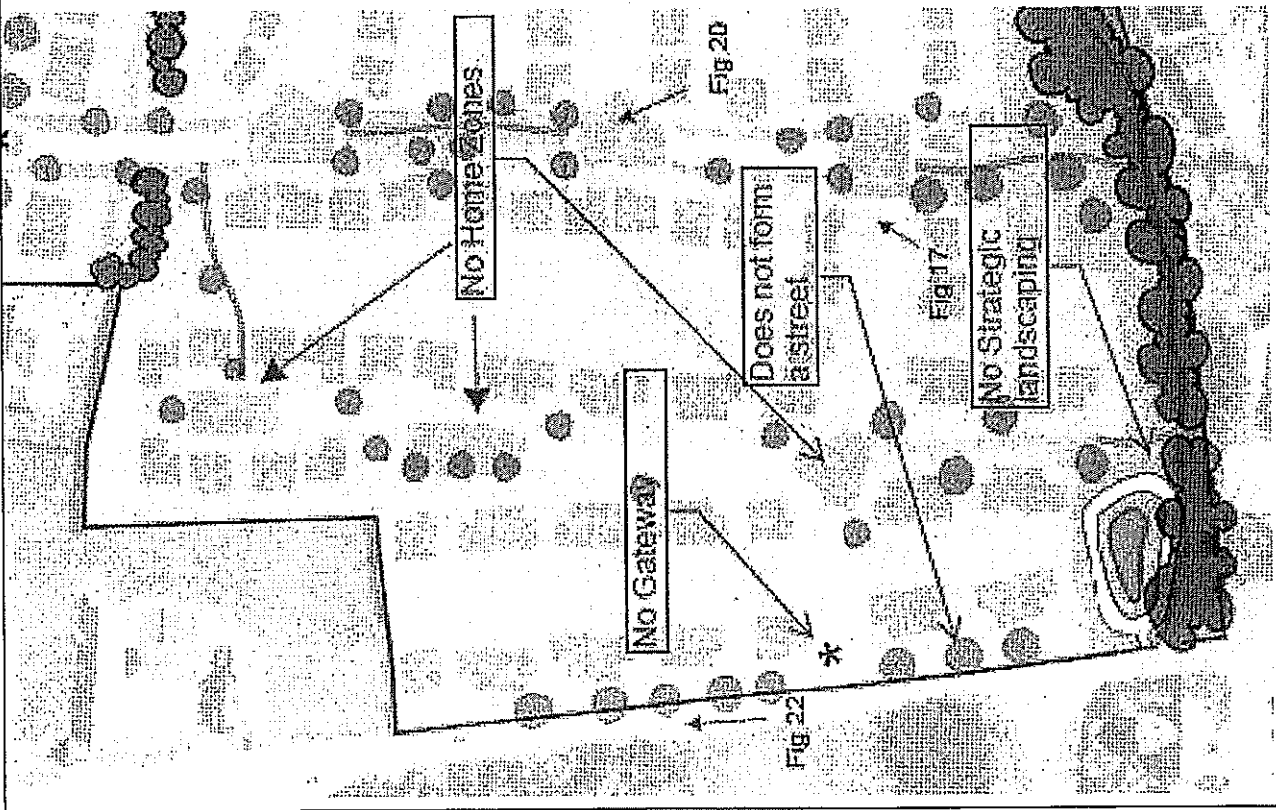 No Home Zones
Fig 20
Does not form
a street
Fig 17
No Strategic
landscaping
No Gateway
*
Fig 22